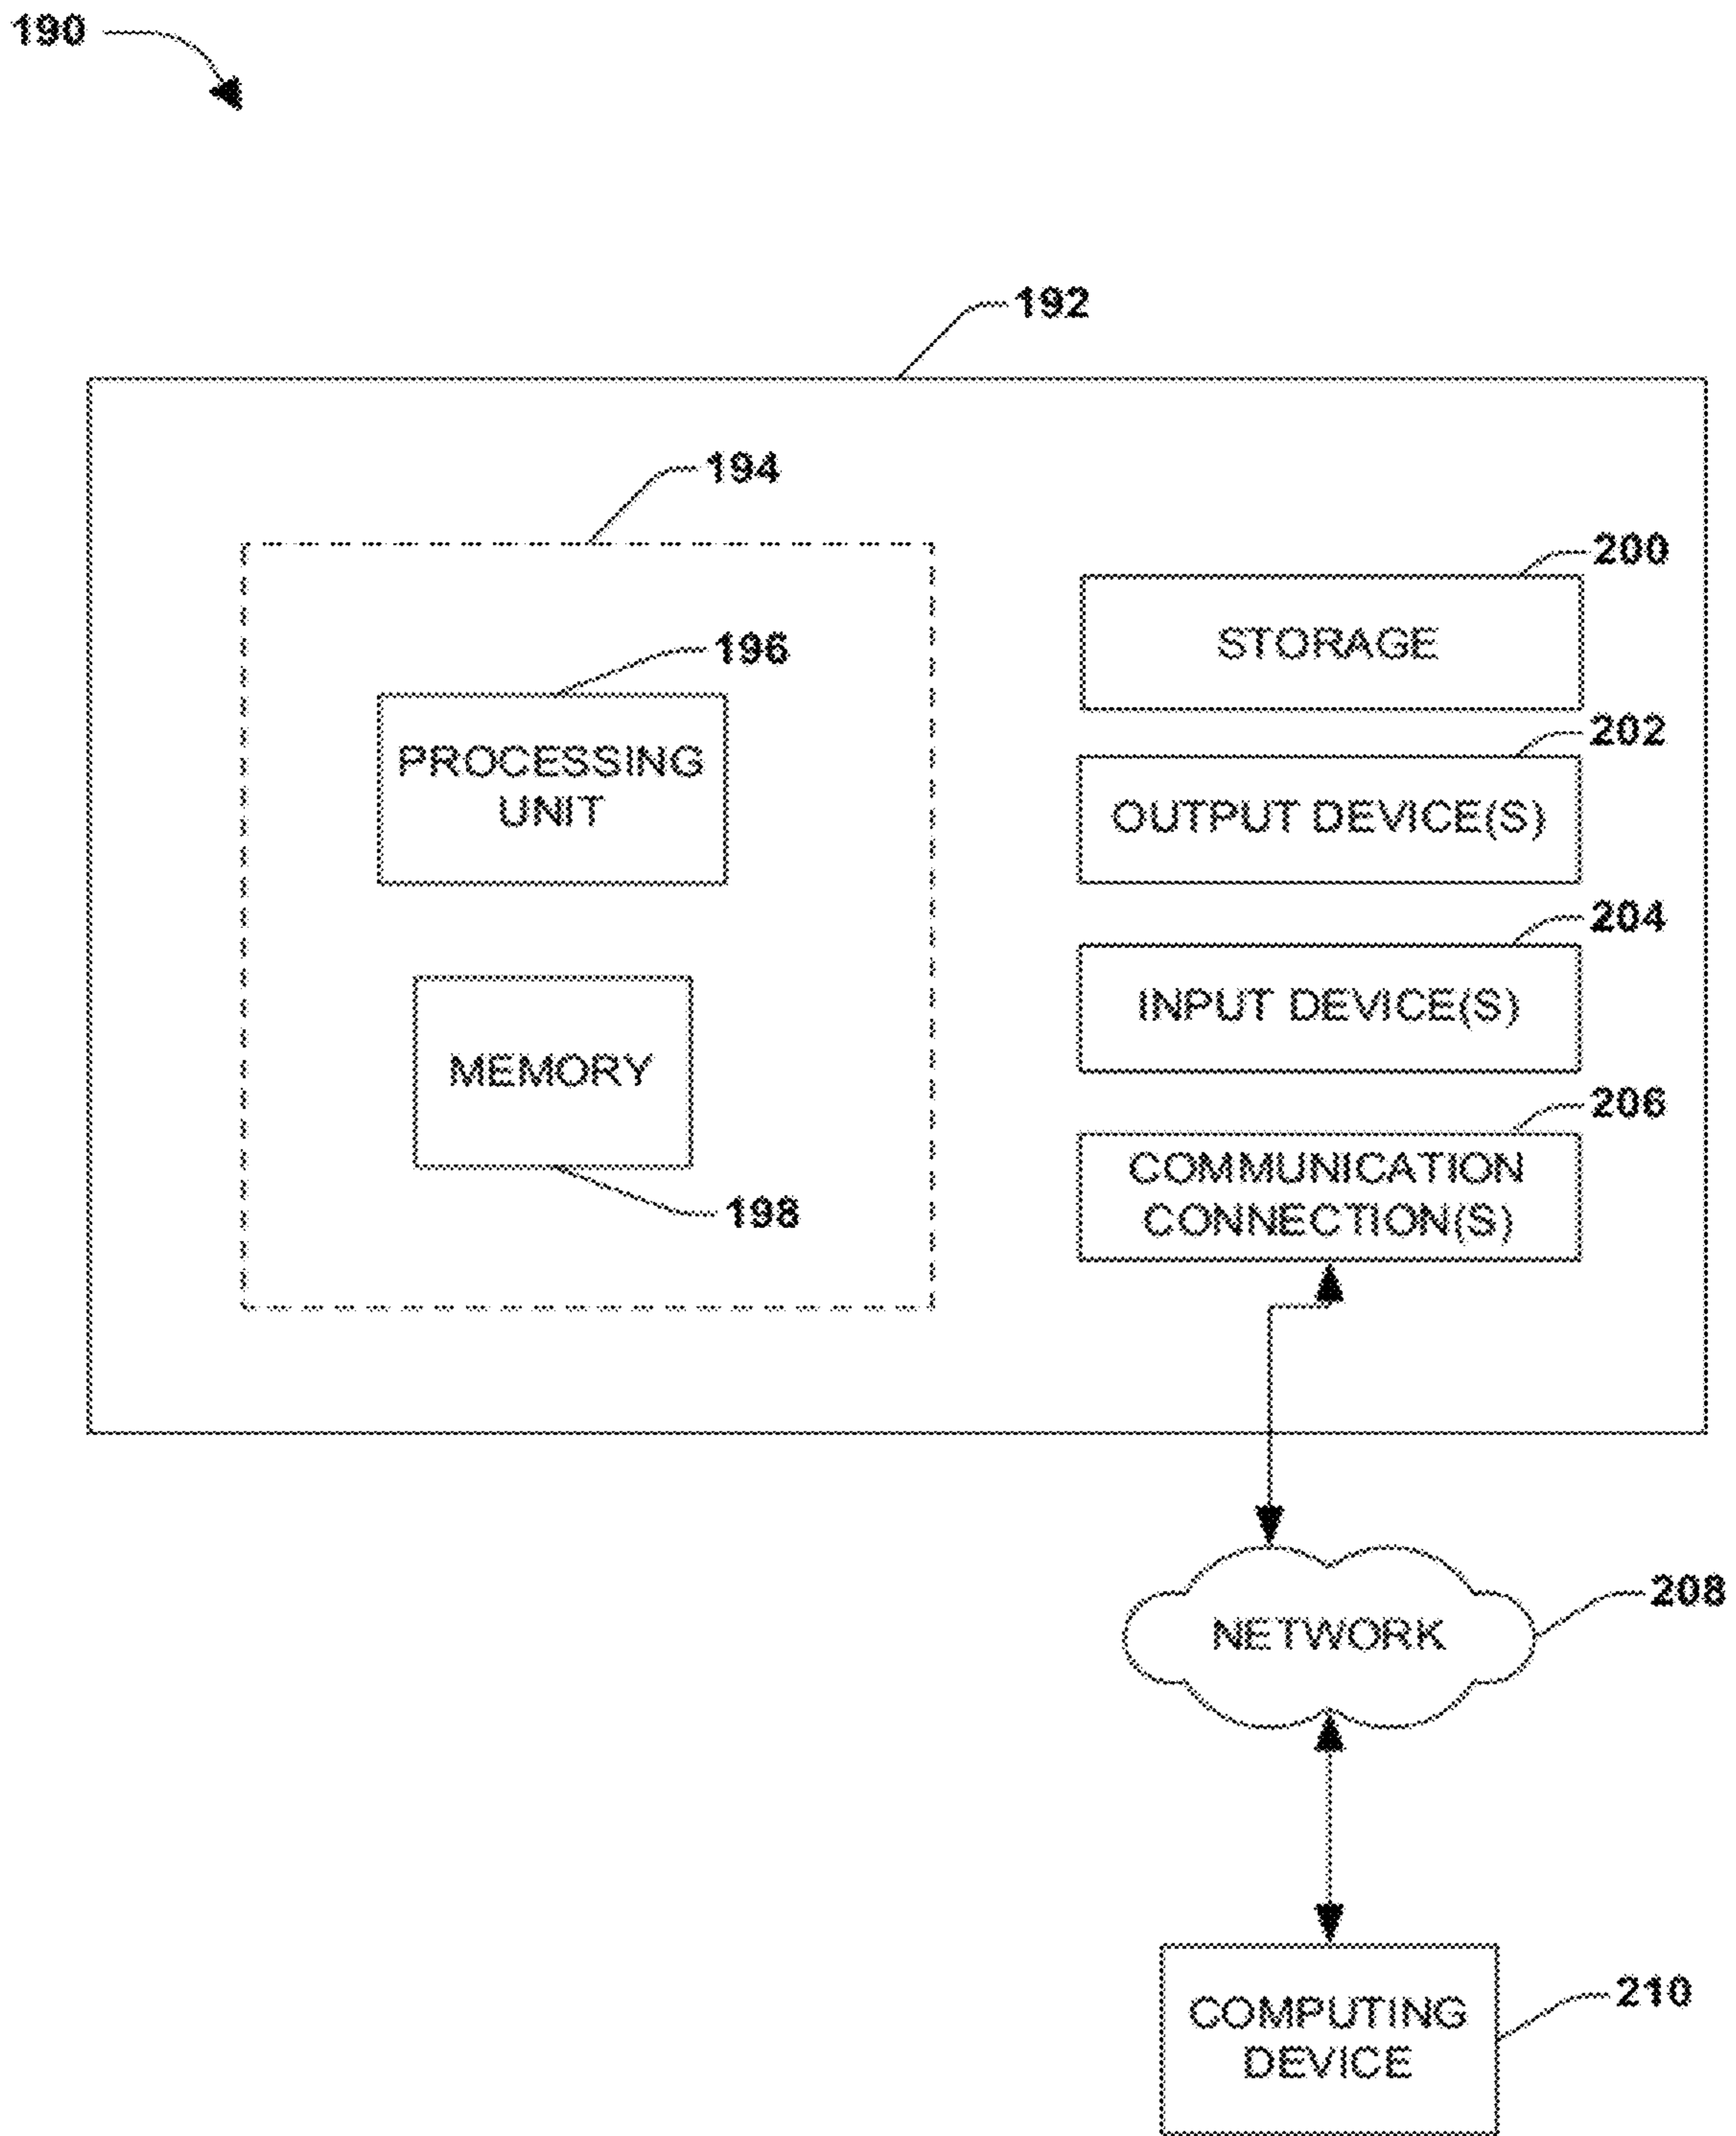 190
192
194
200
STORAGE
196
PROCESSING
UNIT
202
OUTPUT DEVICE(S)
204
INPUT DEVICE(S)
MEMORY
198
206
COMMUNICATION
CONNECTION(S)
208
NETWORK
210
COMPUTING
DEVICE